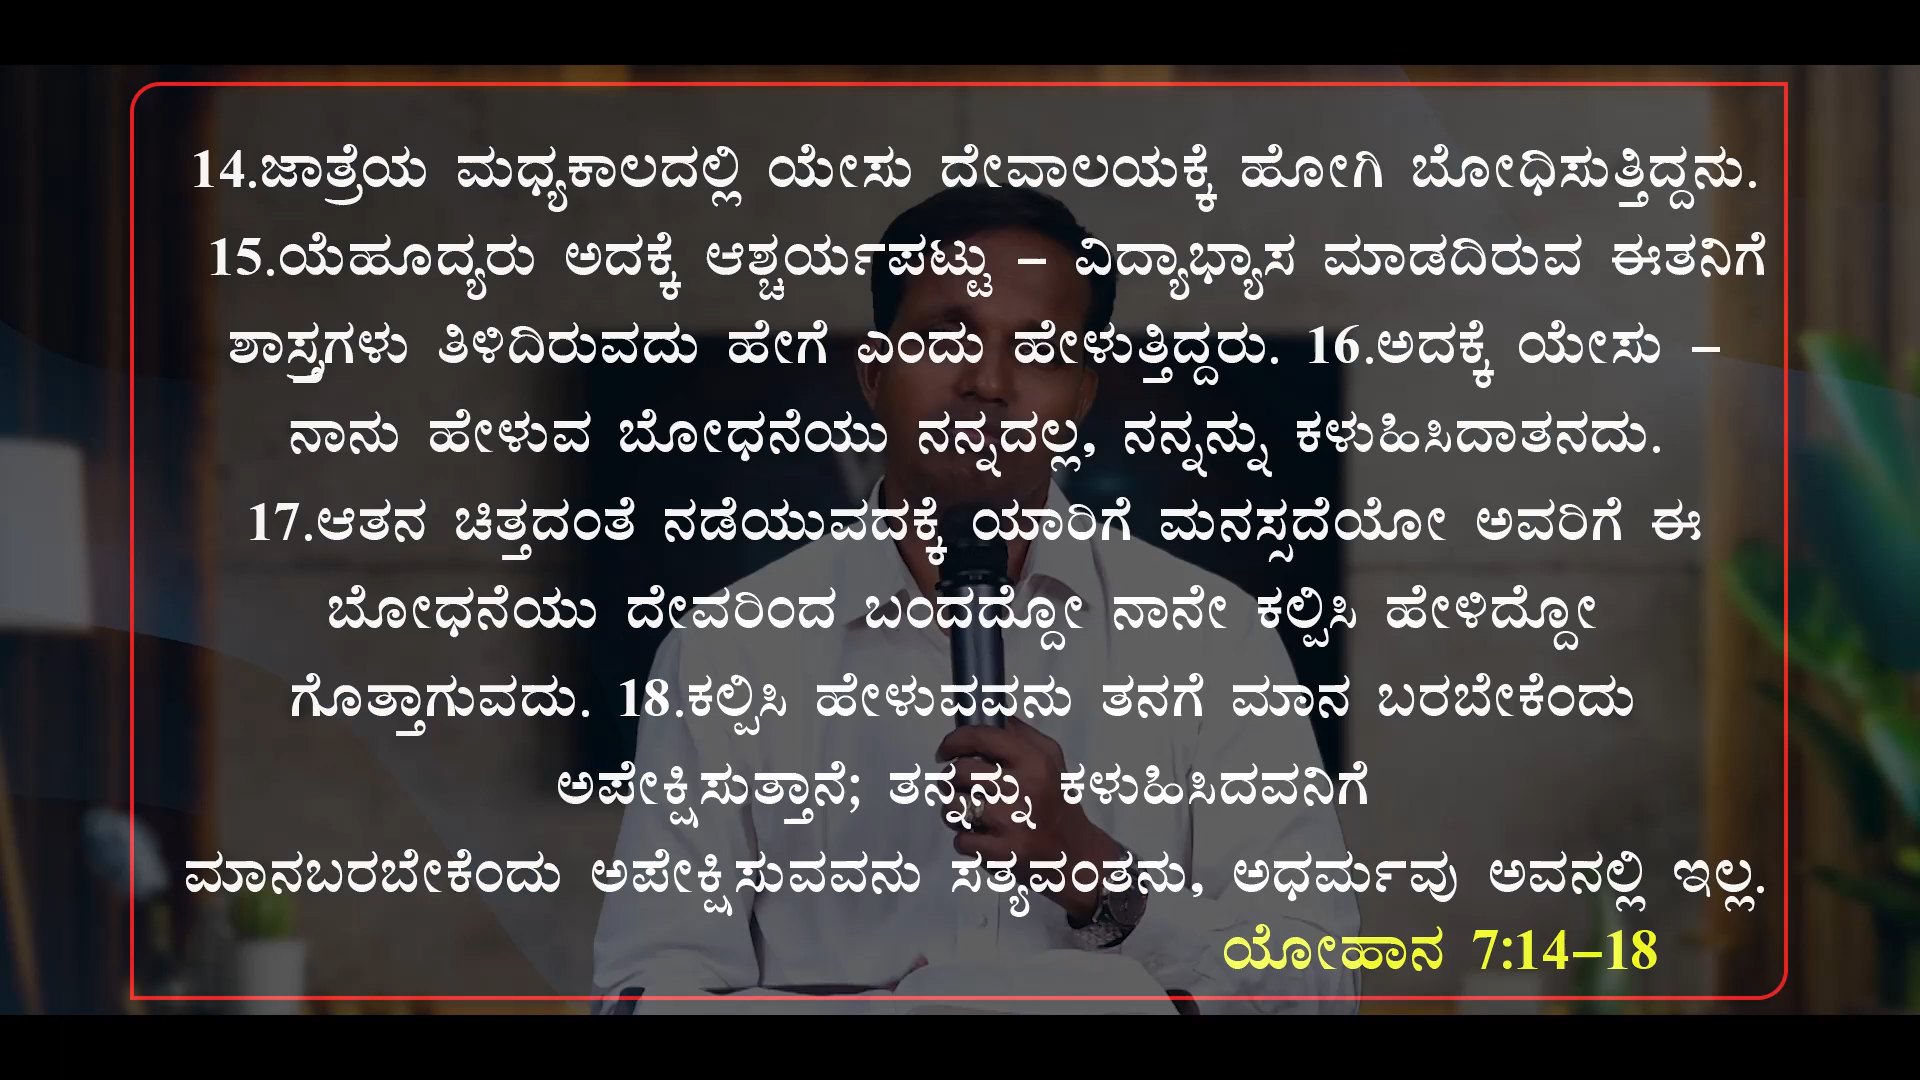 14.ಜಾತ್ರೆಯ ಮಧ್ಯಕಾಲದಲ್ಲಿ ಯೇಸು ದೇವಾಲಯಕ್ಕೆ ಹೋಗಿ ಬೋಧಿಸುತ್ತಿದ್ದನು.
15.ಯೆಹೂದ್ಯರು ಅದಕ್ಕೆ ಆಶ್ಚರ್ಯಪಟ್ಟು – ವಿದ್ಯಾಭ್ಯಾಸ ಮಾಡದಿರುವ ಈತನಿಗೆ
ಶಾಸ್ತ್ರಗಳು ತಿಳಿದಿರುವದು ಹೇಗೆ ಎಂದು ಹೇಳುತ್ತಿದ್ದರು. 16.ಅದಕ್ಕೆ ಯೇಸು –
ನಾನು ಹೇಳುವ ಬೋಧನೆಯು ನನ್ನದಲ್ಲ, ನನ್ನನ್ನು ಕಳುಹಿಸಿದಾತನದು.
17.ಆತನ ಚಿತ್ತದಂತೆ ನಡೆಯುವದಕ್ಕೆ ಯಾರಿಗೆ ಮನಸ್ಸದೆಯೋ ಅವರಿಗೆ ಈ
ಬೋಧನೆಯು ದೇವರಿಂದ ಬಂದದ್ದೋ ನಾನೇ ಕಲ್ಪಿಸಿ ಹೇಳಿದ್ದೋ
ಗೊತ್ತಾಗುವದು. 18.ಕಲ್ಪಿಸಿ ಹೇಳುವವನು ತನಗೆ ಮಾನ ಬರಬೇಕೆಂದು
ಅಪೇಕ್ಷಿಸುತ್ತಾನೆ; ತನ್ನನ್ನು ಕಳುಹಿಸಿದವನಿಗೆ
ಮಾನಬರಬೇಕೆಂದು ಅಪೇಕ್ಷಿಸುವವನು ಸತ್ಯವಂತನು, ಅಧರ್ಮವು ಅವನಲ್ಲಿ ಇಲ್ಲ.
ಯೋಹಾನ 7:14–18